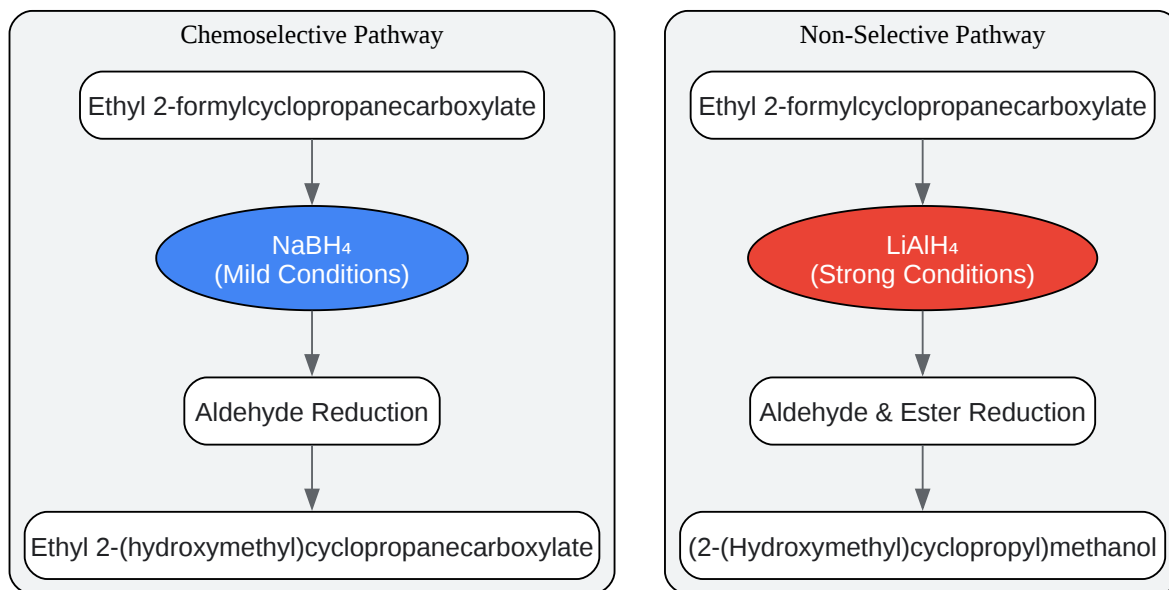 Chemoselective Pathway
Ethyl 2-formylcyclopropanecarboxylate
NaBH₄
(Mild Conditions)
Aldehyde Reduction
Ethyl 2-(hydroxymethyl)cyclopropanecarboxylate
Non-Selective Pathway
Ethyl 2-formylcyclopropanecarboxylate
LiAlH₄
(Strong Conditions)
Aldehyde & Ester Reduction
(2-(Hydroxymethyl)cyclopropyl)methanol